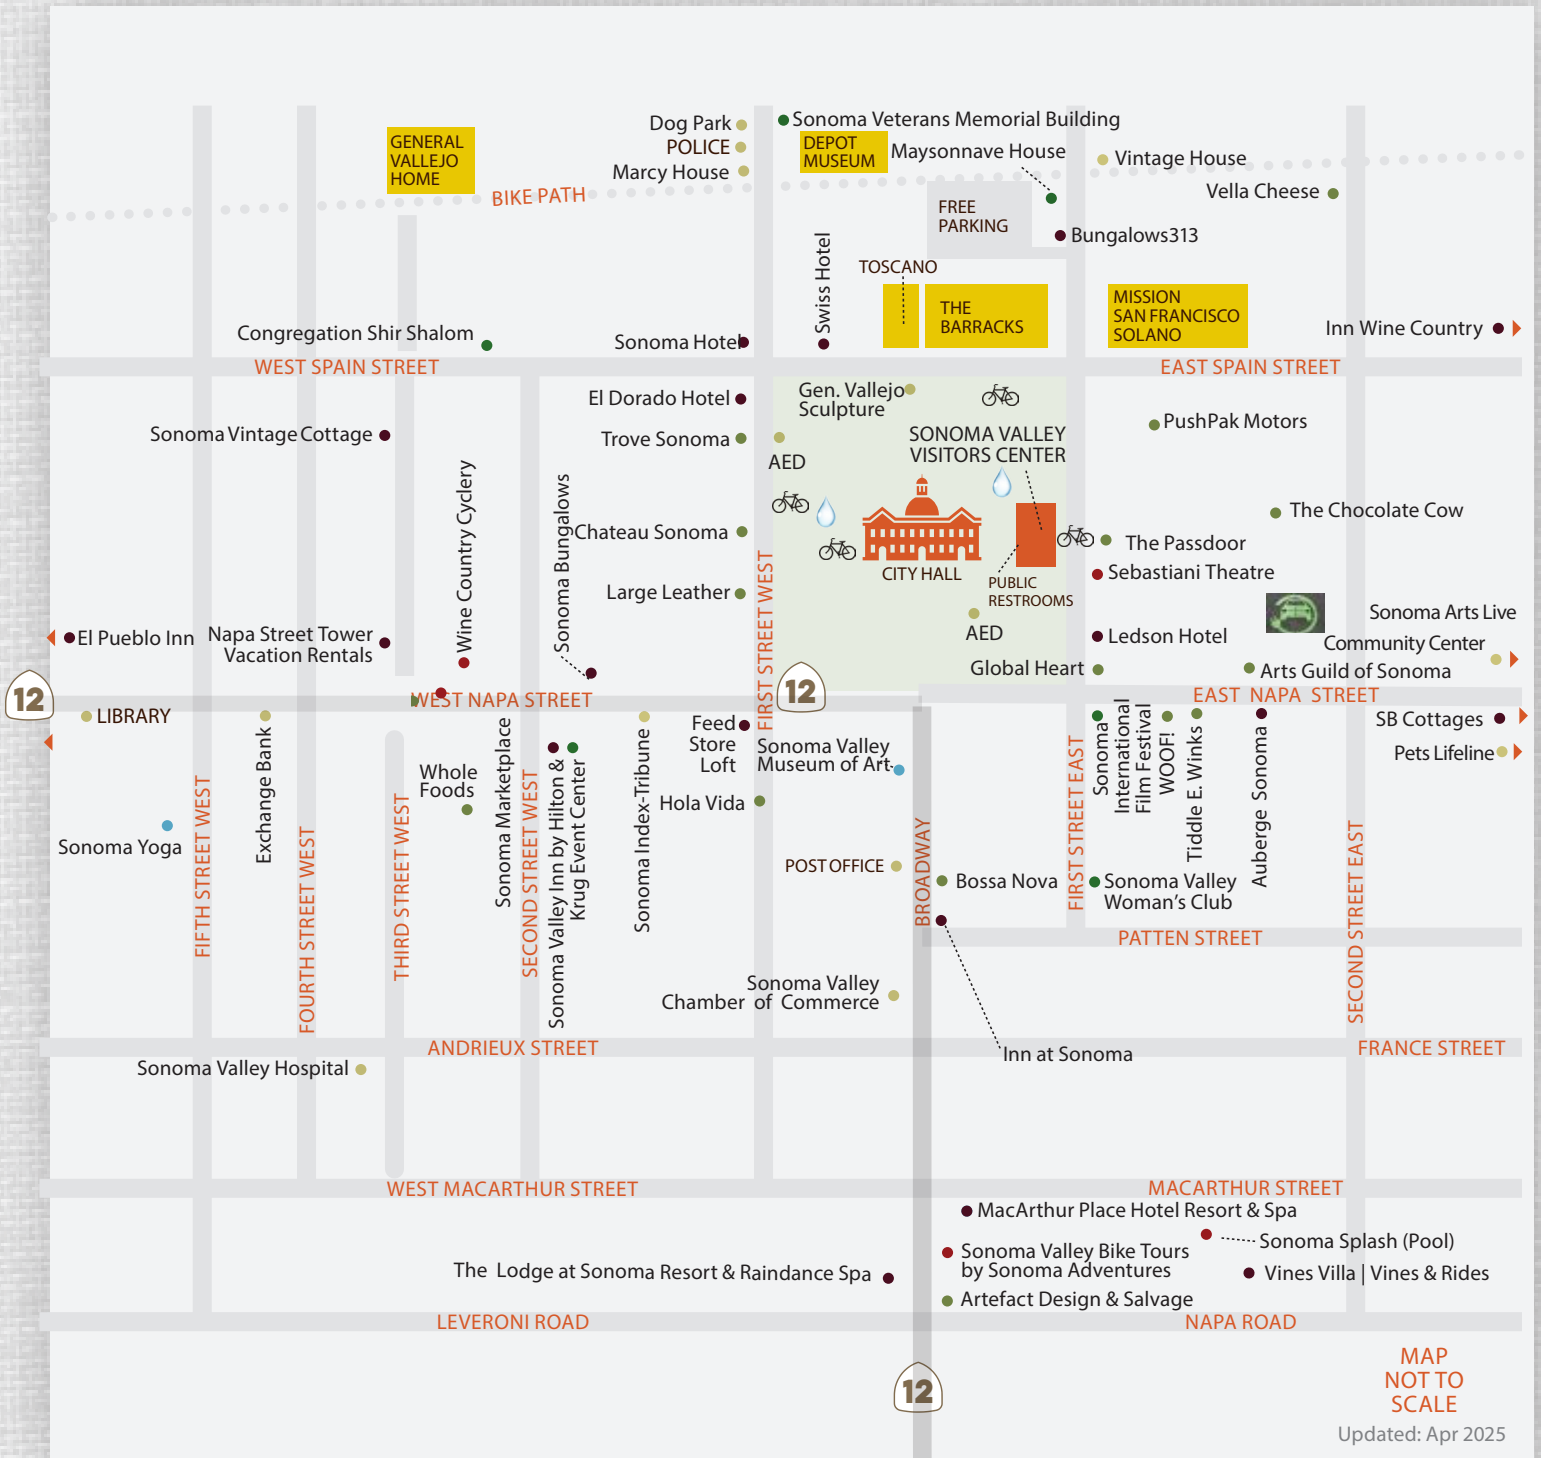 Dog Park
POLICE
Marcy House
Sonoma Veterans Memorial Building
DEPOT
MUSEUM
Maysonnave House
Vintage House
Vella Cheese
GENERAL
VALLEJO
HOME
BIKE PATH
FREE
PARKING
Bungalows313
Swiss Hotel
TOSCANO
THE
BARRACKS
MISSION
SAN FRANCISCO
SOLANO
Inn Wine Country
Congregation Shir Shalom
Sonoma Hotel
WEST SPAIN STREET
EAST SPAIN STREET
El Dorado Hotel
Gen. Vallejo
Sculpture
Sonoma Vintage Cottage
Trove Sonoma
AED
SONOMA VALLEY
VISITORS CENTER
PushPak Motors
Wine Country Cyclery
Sonoma Bungalows
Chateau Sonoma
The Chocolate Cow
The Passdoor
CITY HALL
PUBLIC
RESTROOMS
Sebastiani Theatre
Large Leather
FIRST STREET WEST
AED
Sonoma Arts Live
Community Center
El Pueblo Inn
Napa Street Tower
Vacation Rentals
Ledson Hotel
Global Heart
Arts Guild of Sonoma
12
12
WEST NAPA STREET
EAST NAPA STREET
LIBRARY
Exchange Bank
Whole
Foods
Sonoma Marketplace
Sonoma Valley Inn by Hilton &
Krug Event Center
Sonoma Index-Tribune
Feed
Store
Loft
Sonoma Valley
Museum of Art
Hola Vida
Sonoma
International
Film Festival
WOOF!
Tiddle E. Winks
Auberge Sonoma
SB Cottages
Pets Lifeline
Sonoma Yoga
FIFTH STREET WEST
FOURTH STREET WEST
THIRD STREET WEST
SECOND STREET WEST
POST OFFICE
BROADWAY
Bossa Nova
FIRST STREET EAST
Sonoma Valley
Woman's Club
SECOND STREET EAST
PATTEN STREET
Sonoma Valley
Chamber of Commerce
ANDRIEUX STREET
Inn at Sonoma
FRANCE STREET
Sonoma Valley Hospital
WEST MACARTHUR STREET
MACARTHUR STREET
MacArthur Place Hotel Resort & Spa
Sonoma Splash (Pool)
Sonoma Valley Bike Tours
by Sonoma Adventures
The Lodge at Sonoma Resort & Raindance Spa
Vines Villa | Vines & Rides
Artefact Design & Salvage
LEVERONI ROAD
NAPA ROAD
12
MAP
NOT TO
SCALE
Updated: Apr 2025